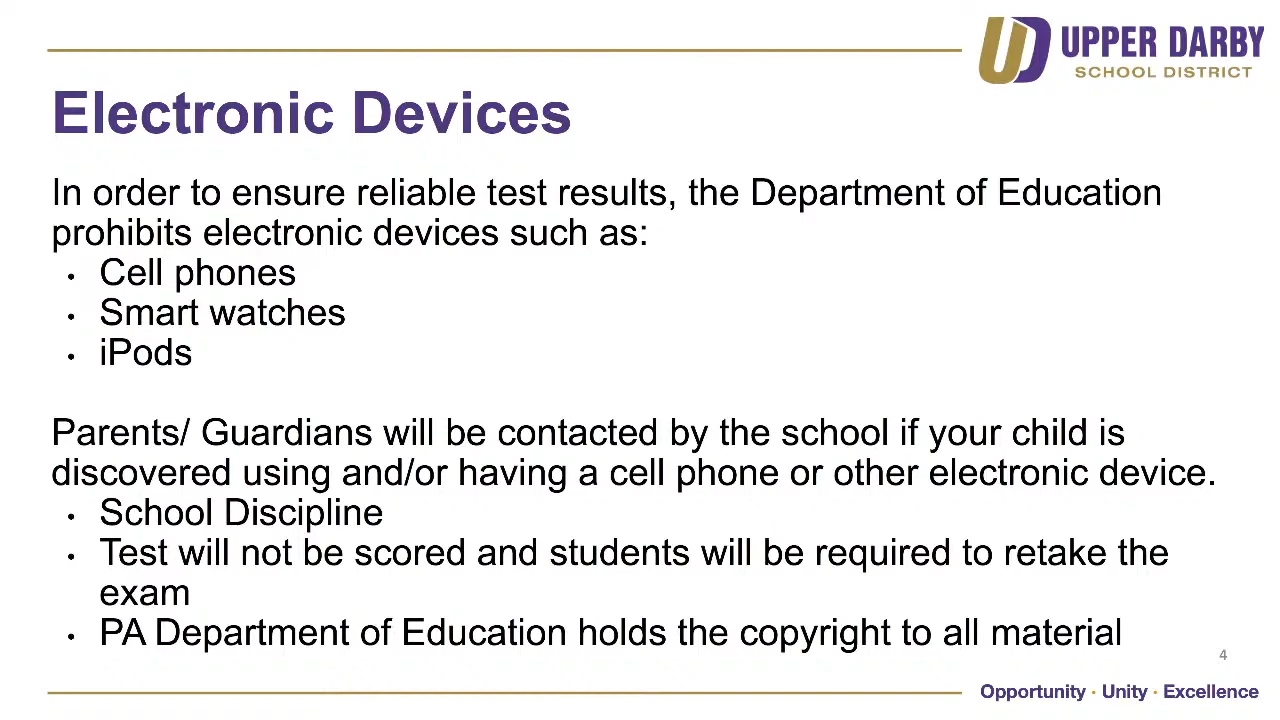 UPPER DARBY
SCHOOL DISTRICT
Electronic Devices
In order to ensure reliable test results, the Department of Education
prohibits electronic devices such as:
• Cell phones
• Smart watches
• iPods
Parents/ Guardians will be contacted by the school if your child is
discovered using and/or having a cell phone or other electronic device.
• School Discipline
• Test will not be scored and students will be required to retake the
exam
• PA Department of Education holds the copyright to all material
4
Opportunity · Unity · Excellence